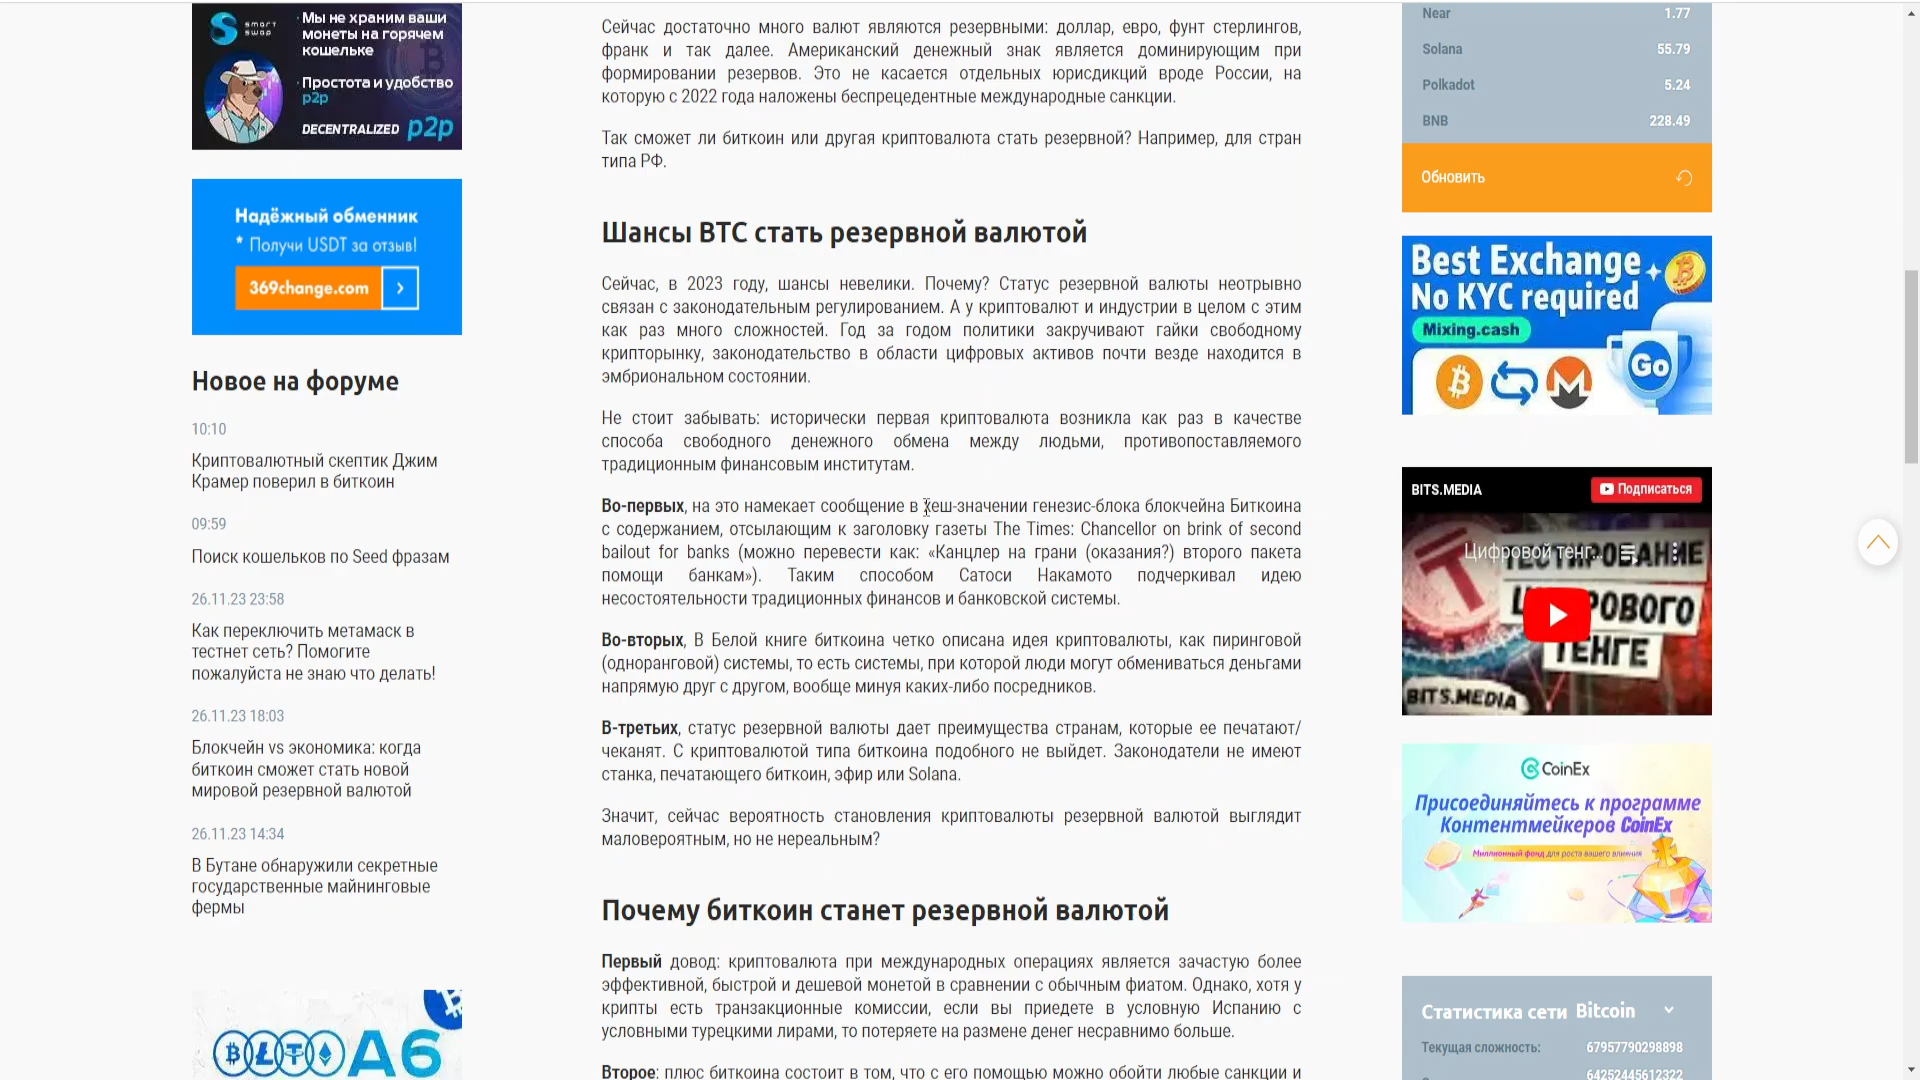 smart
swap
Мы не храним ваши
монеты на горячем
кошельке
Простота и удобство
p2p
DECENTRALIZED p2p
Надёжный обменник
* Получи USDT за отзыв!
369change.com
Новое на форуме
10:10
Криптовалютный скептик Джим
Крамер поверил в биткоин
09:59
Поиск кошельков по Seed фразам
26.11.23 23:58
Как переключить метамаск в
тестнет сеть? Помогите
пожалуйста не знаю что делать!
26.11.23 18:03
Блокчейн vs экономика: когда
биткоин сможет стать новой
мировой резервной валютой
26.11.23 14:34
В Бутане обнаружили секретные
государственные майнинговые
фермы
A6
Сейчас достаточно много валют являются резервными: доллар, евро, фунт стерлингов,
франк и так далее. Американский денежный знак является доминирующим при
формировании резервов. Это не касается отдельных юрисдикций вроде России, на
которую с 2022 года наложены беспрецедентные международные санкции.
Так сможет ли биткоин или другая криптовалюта стать резервной? Например, для стран
типа РФ.
Шансы BTC стать резервной валютой
Сейчас, в 2023 году, шансы невелики. Почему? Статус резервной валюты неотрывно
связан с законодательным регулированием. А у криптовалют и индустрии в целом с этим
как раз много сложностей. Год за годом политики закручивают гайки свободному
крипторынку, законодательство в области цифровых активов почти везде находится в
эмбриональном состоянии.
Не стоит забывать: исторически первая криптовалюта возникла как раз в качестве
способа свободного денежного обмена между людьми, противопоставляемого
традиционным финансовым институтам.
Во-первых, на это намекает сообщение в хеш-значении генезис-блока блокчейна Биткоина
с содержанием, отсылающим к заголовку газеты The Times: Chancellor on brink of second
bailout for banks (можно перевести как: «Канцлер на грани (оказания?) второго пакета
помощи банкам»). Таким способом Сатоси Накамото подчеркивал идею
несостоятельности традиционных финансов и банковской системы.
Во-вторых, В Белой книге биткоина четко описана идея криптовалюты, как пиринговой
(одноранговой) системы, то есть системы, при которой люди могут обмениваться деньгами
напрямую друг с другом, вообще минуя каких-либо посредников.
В-третьих, статус резервной валюты дает преимущества странам, которые ее печатают/
чеканят. С криптовалютой типа биткоина подобного не выйдет. Законодатели не имеют
станка, печатающего биткоин, эфир или Solana.
Значит, сейчас вероятность становления криптовалюты резервной валютой выглядит
маловероятным, но не нереальным?
Почему биткоин станет резервной валютой
Первый довод: криптовалюта при международных операциях является зачастую более
эффективной, быстрой и дешевой монетой в сравнении с обычным фиатом. Однако, хотя у
крипты есть транзакционные комиссии, если вы приедете в условную Испанию с
условными турецкими лирами, то потеряете на размене денег несравнимо больше.
Второе: плюс биткоина состоит в том, что с его помощью можно обойти любые санкции и
Near 1.77
Solana 55.79
Polkadot 5.24
BNB 228.49
Обновить
Best Exchange
No KYC required
Mixing.cash
Go
BITS.MEDIA
Подписаться
Цифровой тенг...
ТЕСТИРОВАНИЕ
ЦИФРОВОГО
ТЕНГЕ
BITS.MEDIA
CoinEx
Присоединяйтесь к программе
Контентмейкеров CoinEx
Миллионный фонд для роста вашего влияния
Статистика сети Bitcoin
Текущая сложность: 67957790298898
64252445612322